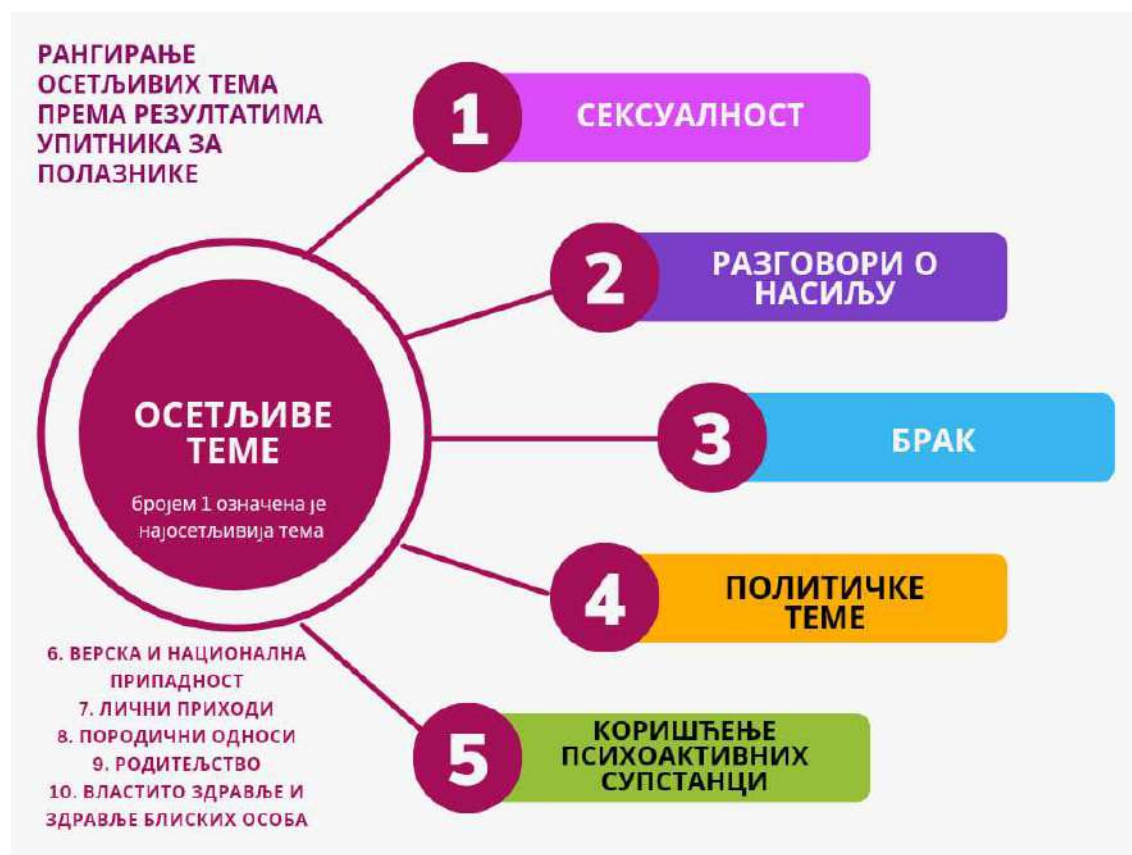 РАНГИРАЊЕ
ОСЕТЉИВИХ ТЕМА
ПРЕМА РЕЗУЛТАТИМА
УПИТНИКА ЗА
ПОЛАЗНИКЕ
1
СЕКСУАЛНОСТ
2
РАЗГОВОРИ О
НАСИЉУ
3
БРАК
ОСЕТЉИВЕ
ТЕМЕ
бројем 1 означена је
најосетљивија тема
4
ПОЛИТИЧКЕ
ТЕМЕ
5
КОРИШЋЕЊЕ
ПСИХОАКТИВНИХ
СУПСТАНЦИ
6. ВЕРСКА И НАЦИОНАЛНА
ПРИПАДНОСТ
7. ЛИЧНИ ПРИХОДИ
8. ПОРОДИЧНИ ОДНОСИ
9. РОДИТЕЉСТВО
10. ВЛАСТИТО ЗДРАВЉЕ И
ЗДРАВЉЕ БЛИСКИХ ОСОБА